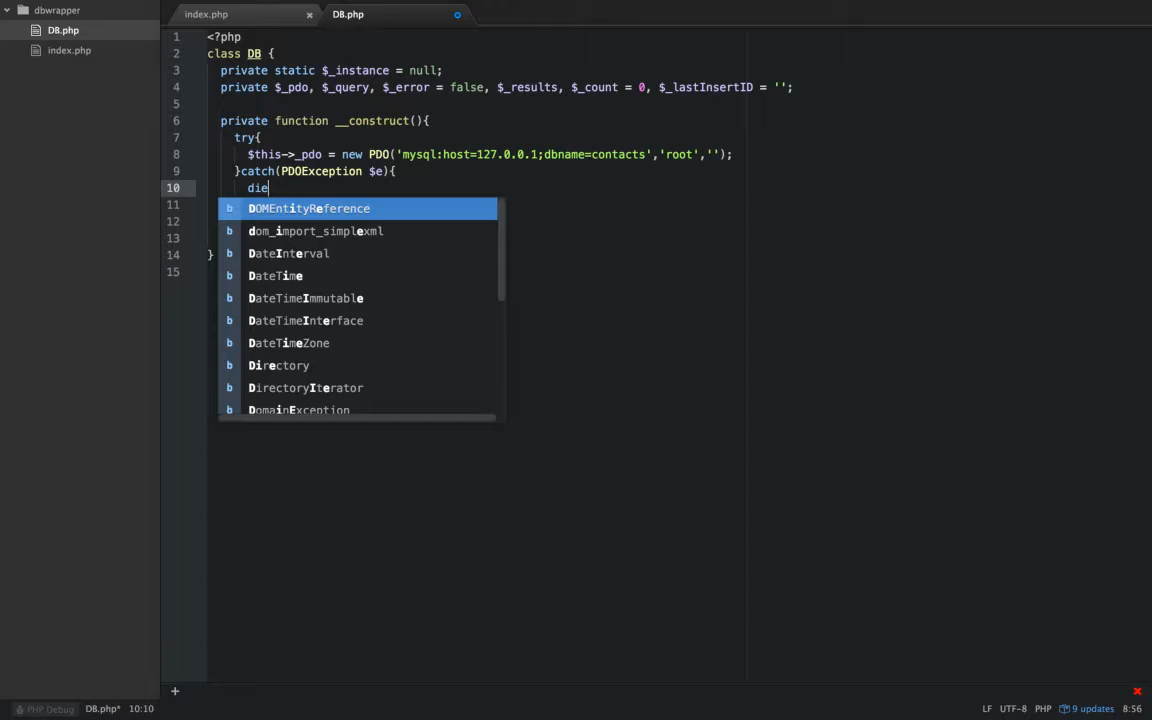 dbwrapper
DB.php
index.php
index.php ×
DB.php
1 <?php
2 class DB {
3 private static $_instance = null;
4 private $_pdo, $_query, $_error = false, $_results, $_count = 0, $_lastInsertID = '';
5
6 private function __construct(){
7 try{
8 $this->_pdo = new PDO('mysql:host=127.0.0.1;dbname=contacts','root','');
9 }catch(PDOException $e){
10 die
11
12
13
14 }
15
b DOMEntityReference
b dom_import_simplexml
b DateInterval
b DateTime
b DateTimeImmutable
b DateTimeInterface
b DateTimeZone
b Directory
b DirectoryIterator
b DomainException
+ ×
PHP Debug DB.php* 10:10 LF UTF-8 PHP 9 updates 8:56